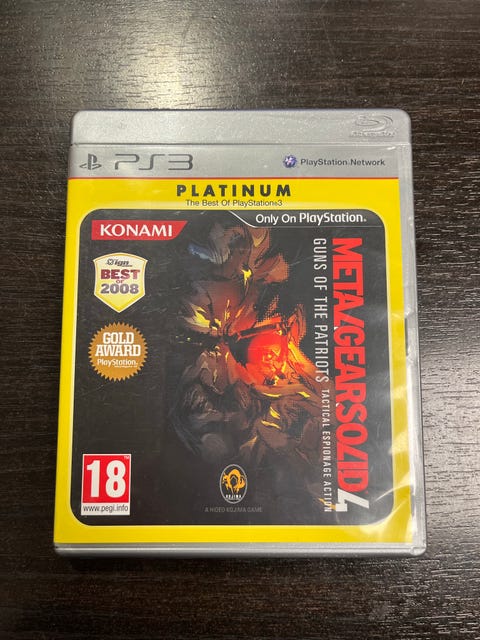 PS3
PlayStation Network
PLATINUM
The Best Of PlayStation®3
KONAMI
Only On PlayStation®
ign
BEST
OF
2008
GOLD
AWARD
PlayStation
METAL GEAR SOLID 4
GUNS OF THE PATRIOTS
TACTICAL ESPIONAGE ACTION
18
www.pegi.info
KOJIMA
A HIDEO KOJIMA GAME